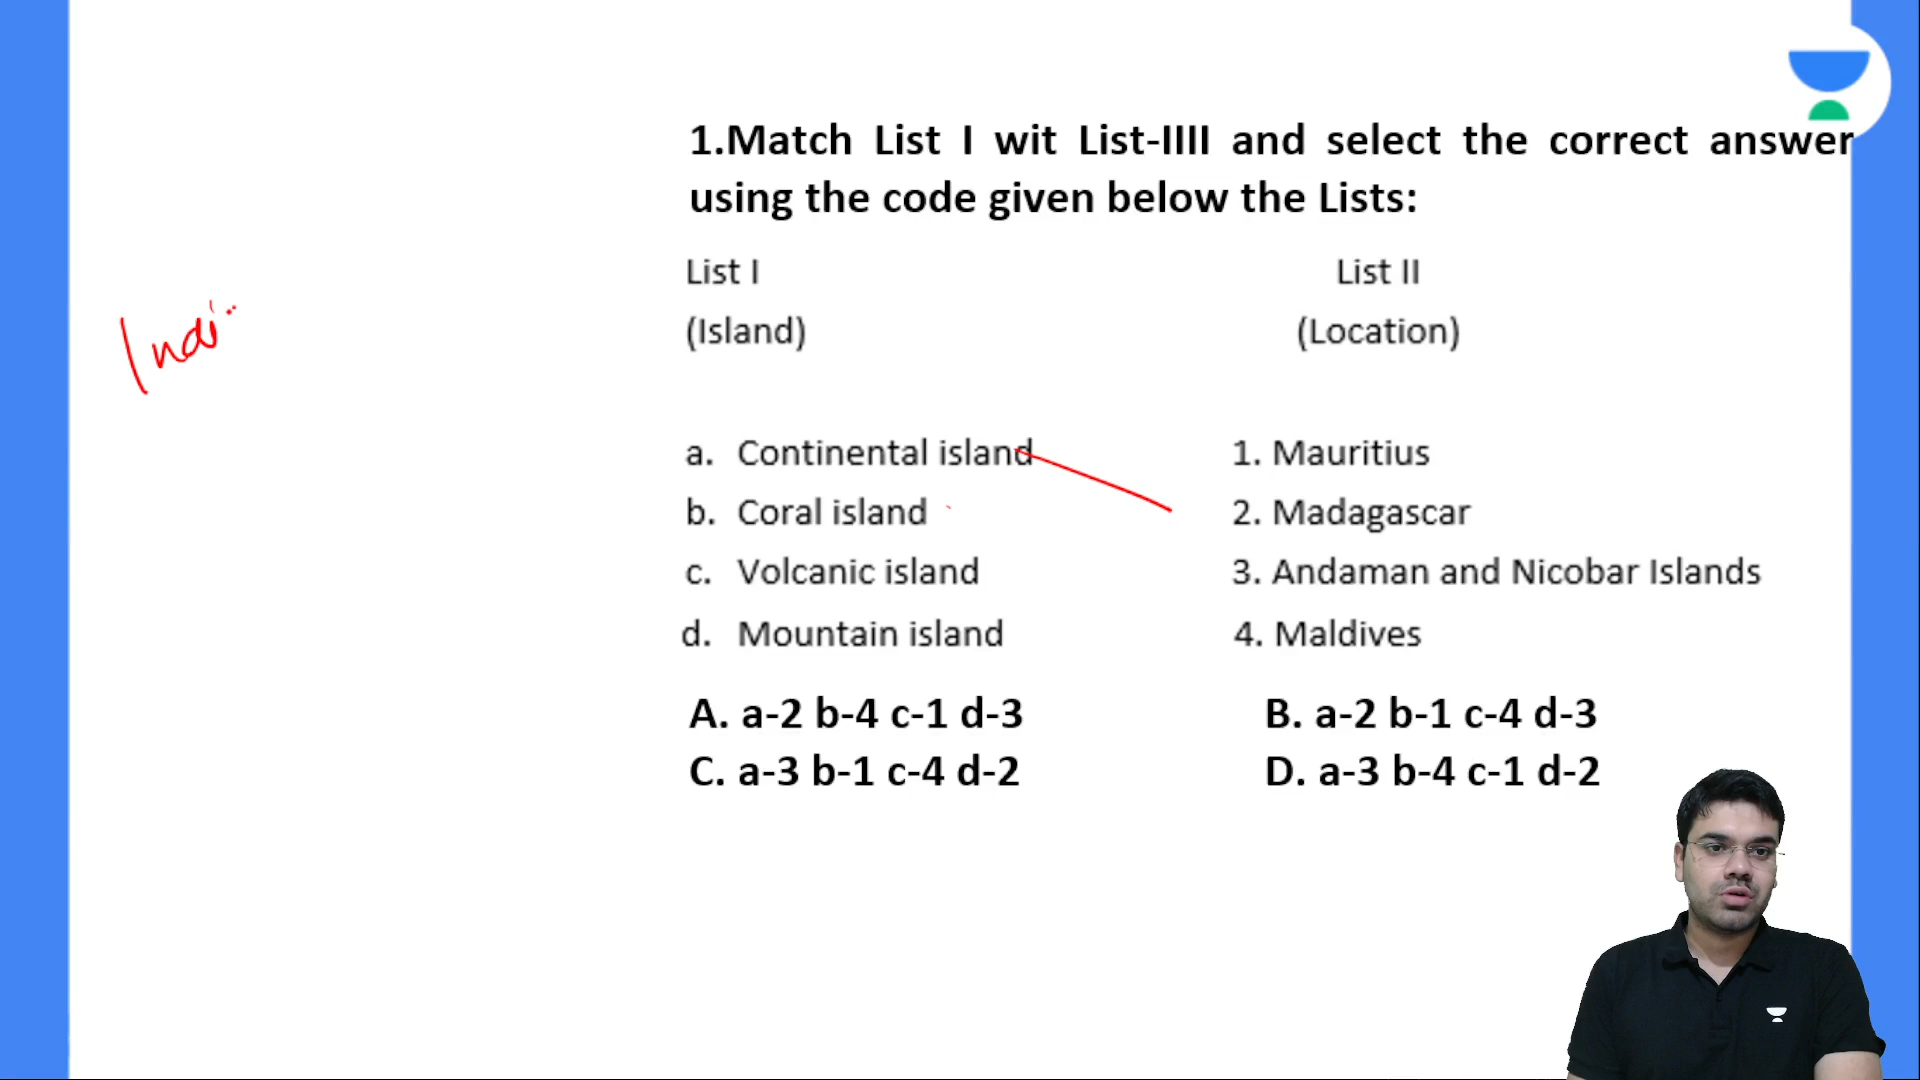 1.Match List I wit List-IIII and select the correct answer
using the code given below the Lists:
List I List II
(Island) (Location)
Indi
a. Continental island 1. Mauritius
b. Coral island 2. Madagascar
c. Volcanic island 3. Andaman and Nicobar Islands
d. Mountain island 4. Maldives
A. a-2 b-4 c-1 d-3 B. a-2 b-1 c-4 d-3
C. a-3 b-1 c-4 d-2 D. a-3 b-4 c-1 d-2